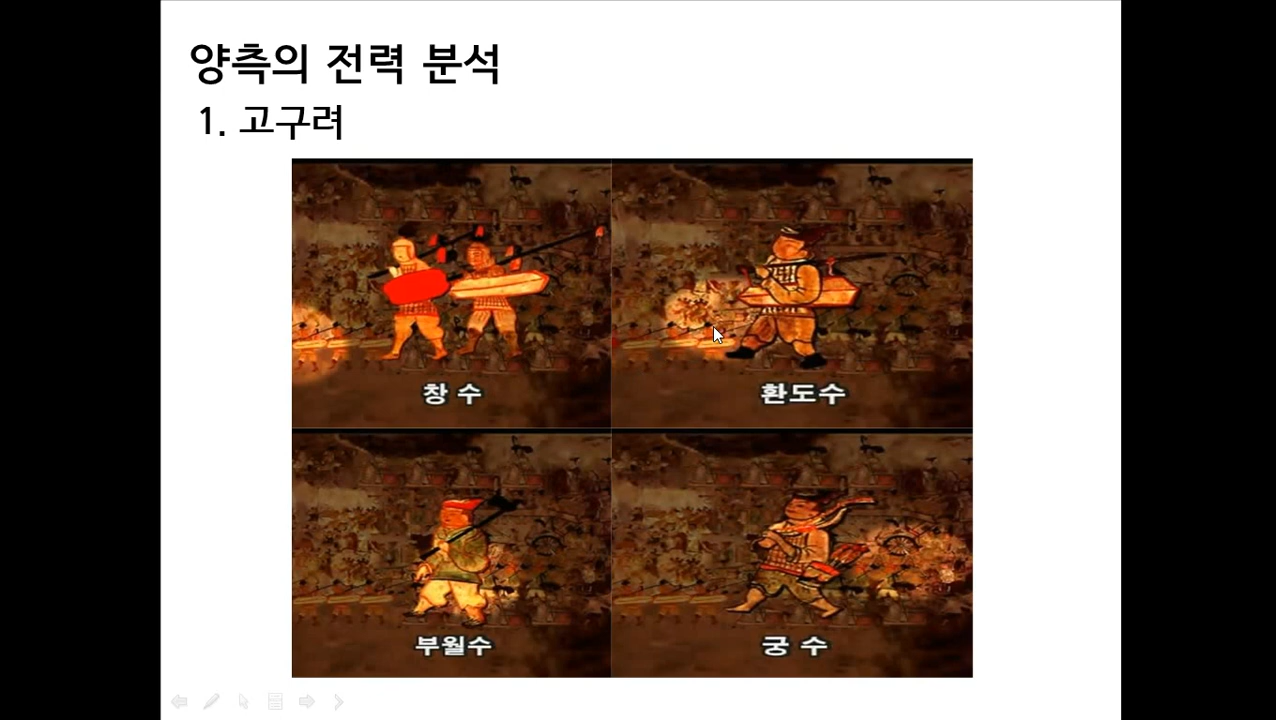 양측의 전력 분석
1. 고구려
창 수
환도수
부월수
궁 수